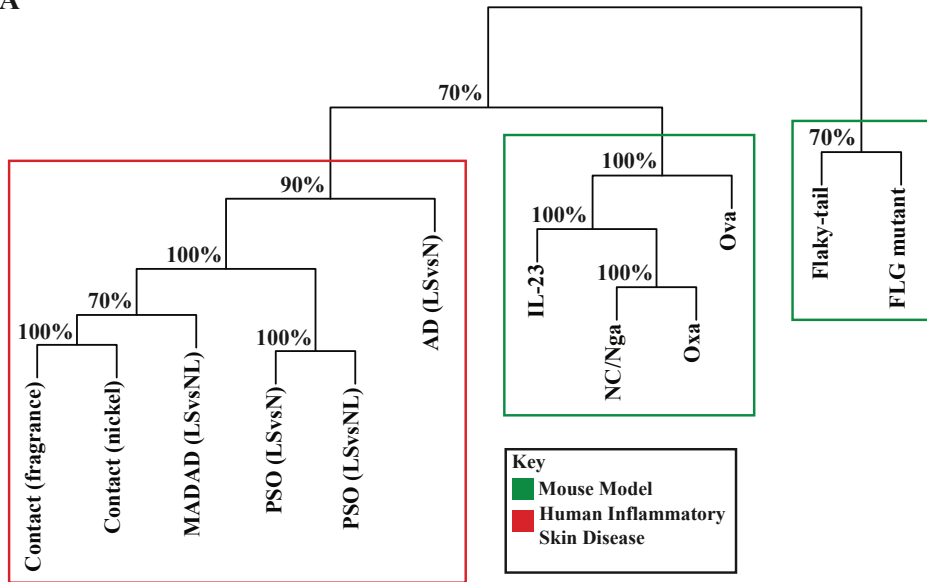 A
70%
70%
90%
100%
100%
100%
70%
100%
100%
100%
Contact (fragrance)
Contact (nickel)
MADAD (LSvsNL)
PSO (LSvsN)
PSO (LSvsNL)
AD (LSvsN)
IL-23
NC/Nga
Oxa
Ova
Flaky-tail
FLG mutant
Key
Mouse Model
Human Inflammatory
Skin Disease